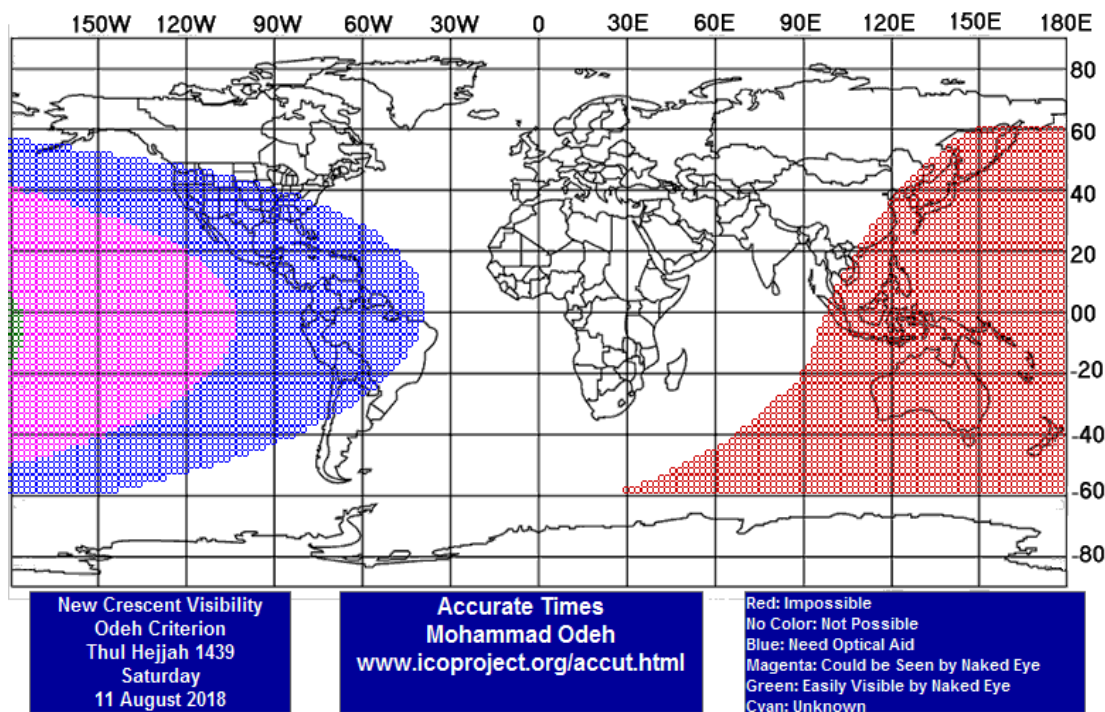 150W 120W 90W 60W 30W 0 30E 60E 90E 120E 150E 180E
80
60
40
20
00
-20
-40
-60
-80
New Crescent Visibility
Odeh Criterion
Thul Hejjah 1439
Saturday
11 August 2018
Accurate Times
Mohammad Odeh
www.icoproject.org/accut.html
Red: Impossible
No Color: Not Possible
Blue: Need Optical Aid
Magenta: Could be Seen by Naked Eye
Green: Easily Visible by Naked Eye
Cyan: Unknown